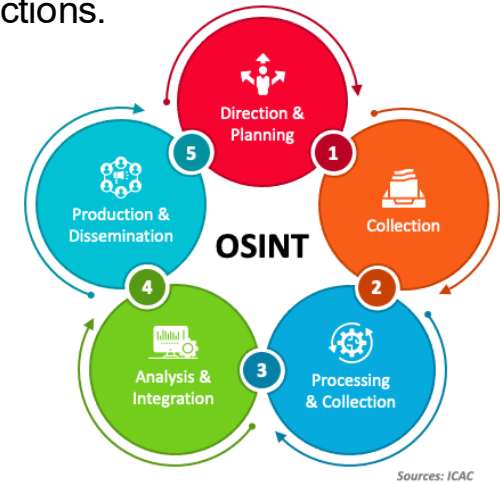 ctions.
Direction &
Planning
1
Collection
2
Processing
& Collection
3
Analysis &
Integration
4
Production &
Dissemination
5
OSINT
Sources: ICAC